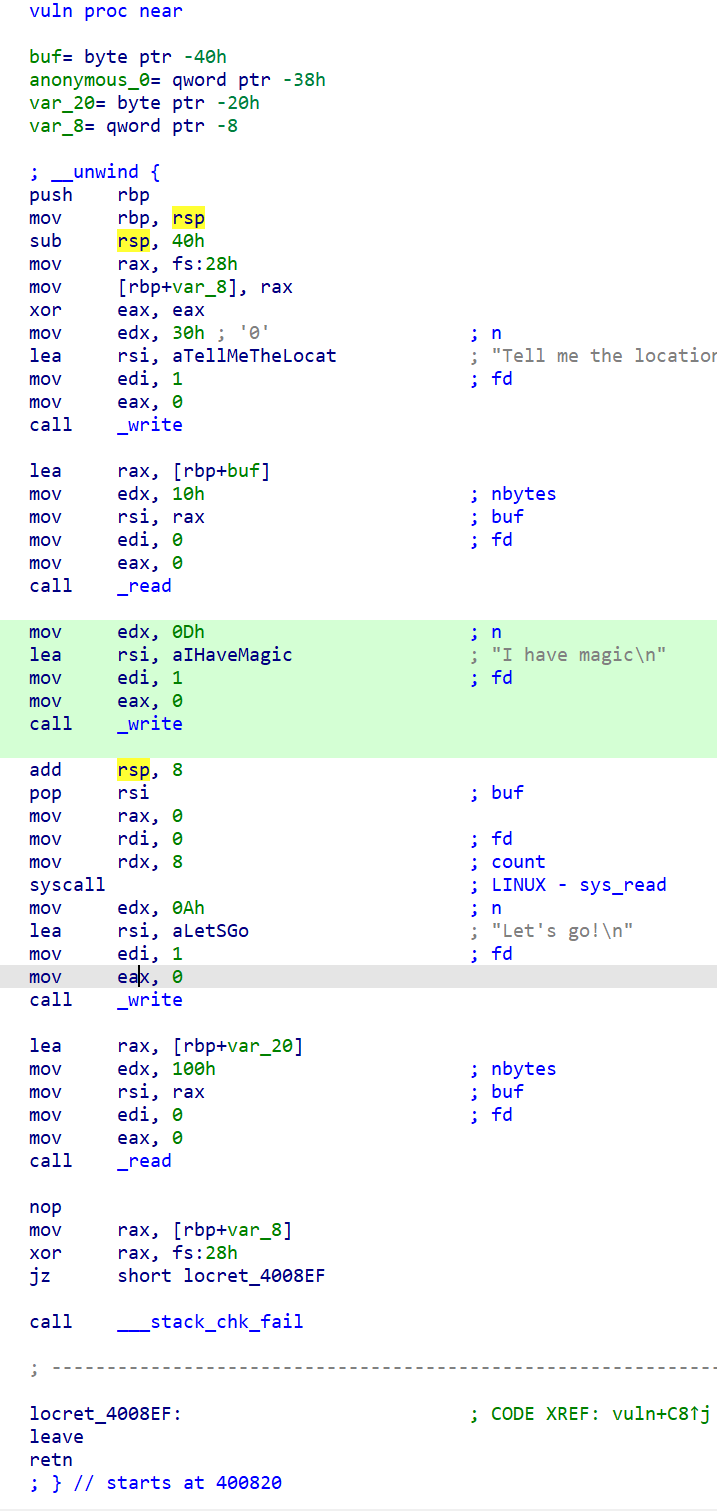 vuln proc near
buf= byte ptr -40h
anonymous_0= qword ptr -38h
var_20= byte ptr -20h
var_8= qword ptr -8
; __unwind {
push rbp
mov rbp, rsp
sub rsp, 40h
mov rax, fs:28h
mov [rbp+var_8], rax
xor eax, eax
mov edx, 30h ; '0' ; n
lea rsi, aTellMeTheLocat ; "Tell me the location
mov edi, 1 ; fd
mov eax, 0
call _write
lea rax, [rbp+buf]
mov edx, 10h ; nbytes
mov rsi, rax ; buf
mov edi, 0 ; fd
mov eax, 0
call _read
mov edx, 0Dh ; n
lea rsi, aIHaveMagic ; "I have magic\n"
mov edi, 1 ; fd
mov eax, 0
call _write
add rsp, 8
pop rsi ; buf
mov rax, 0
mov rdi, 0 ; fd
mov rdx, 8 ; count
syscall ; LINUX - sys_read
mov edx, 0Ah ; n
lea rsi, aLetSGo ; "Let's go!\n"
mov edi, 1 ; fd
mov eax, 0
call _write
lea rax, [rbp+var_20]
mov edx, 100h ; nbytes
mov rsi, rax ; buf
mov edi, 0 ; fd
mov eax, 0
call _read
nop
mov rax, [rbp+var_8]
xor rax, fs:28h
jz short locret_4008EF
call ___stack_chk_fail
; ---------------------------------------------------------------
locret_4008EF: ; CODE XREF: vuln+C8↑j
leave
retn
; } // starts at 400820